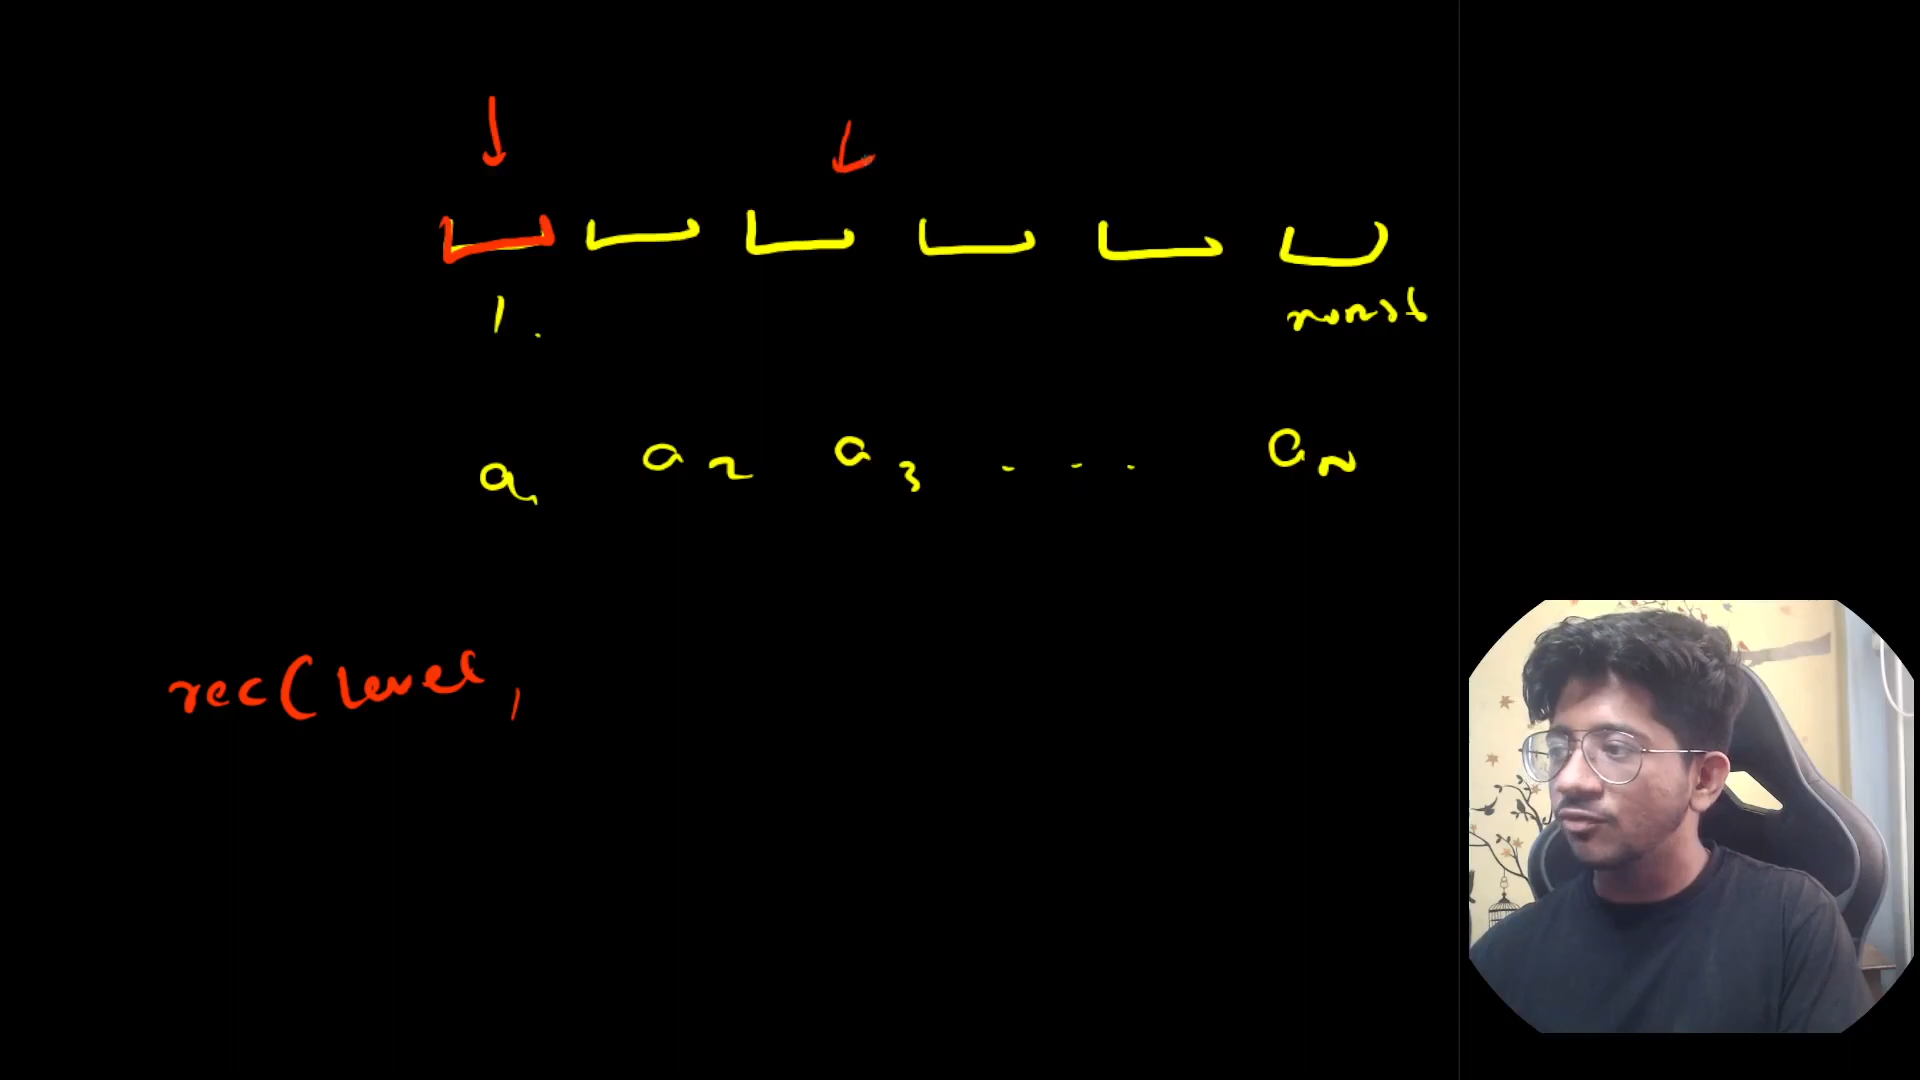 1.
a1 a2 a3 .... an
rec(level,